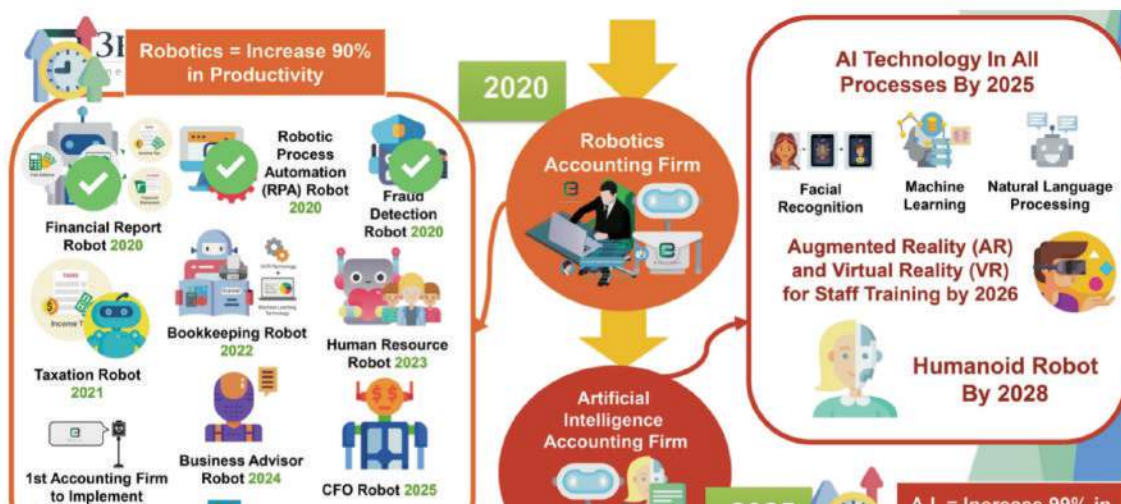 Robotics = Increase 90%
in Productivity
Financial Report
Robot 2020
Robotic
Process
Automation
(RPA) Robot
2020
Fraud
Detection
Robot 2020
Income T
Taxation Robot
2021
Bookkeeping Robot
2022
Human Resource
Robot 2023
1st Accounting Firm
to Implement
Business Advisor
Robot 2024
CFO Robot 2025
2020
Robotics
Accounting Firm
Artificial
Intelligence
Accounting Firm
AI Technology In All
Processes By 2025
Facial
Recognition
Machine
Learning
Natural Language
Processing
Augmented Reality (AR)
and Virtual Reality (VR)
for Staff Training by 2026
Humanoid Robot
By 2028
A.I. = Increase 99% in